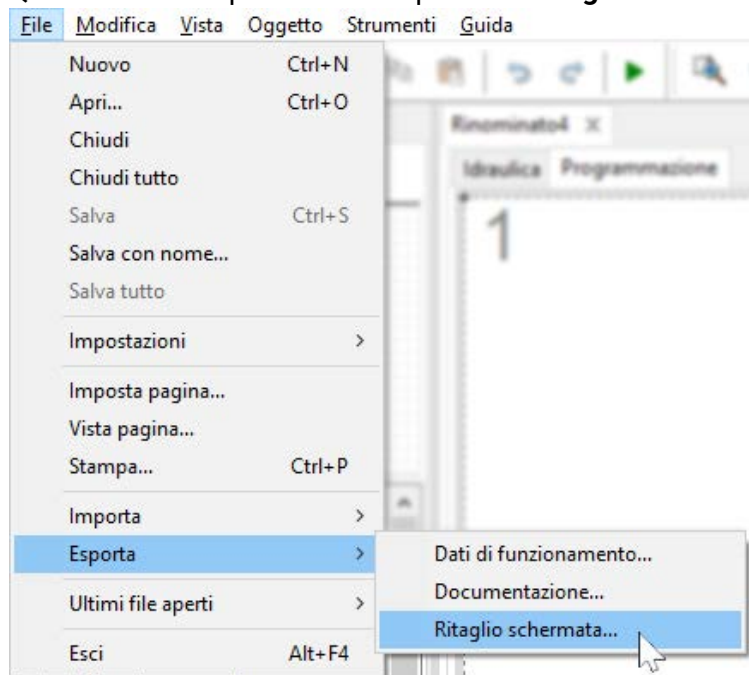 File Modifica Vista Oggetto Strumenti Guida
Nuovo Ctrl+N
Apri... Ctrl+O
Chiudi
Chiudi tutto
Salva Ctrl+S
Salva con nome...
Salva tutto
Impostazioni >
Imposta pagina...
Vista pagina...
Stampa... Ctrl+P
Importa >
Esporta >
Ultimi file aperti >
Esci Alt+F4
Dati di funzionamento...
Documentazione...
Ritaglio schermata...
Rinominato4 X
Idraulica Programmazione
1